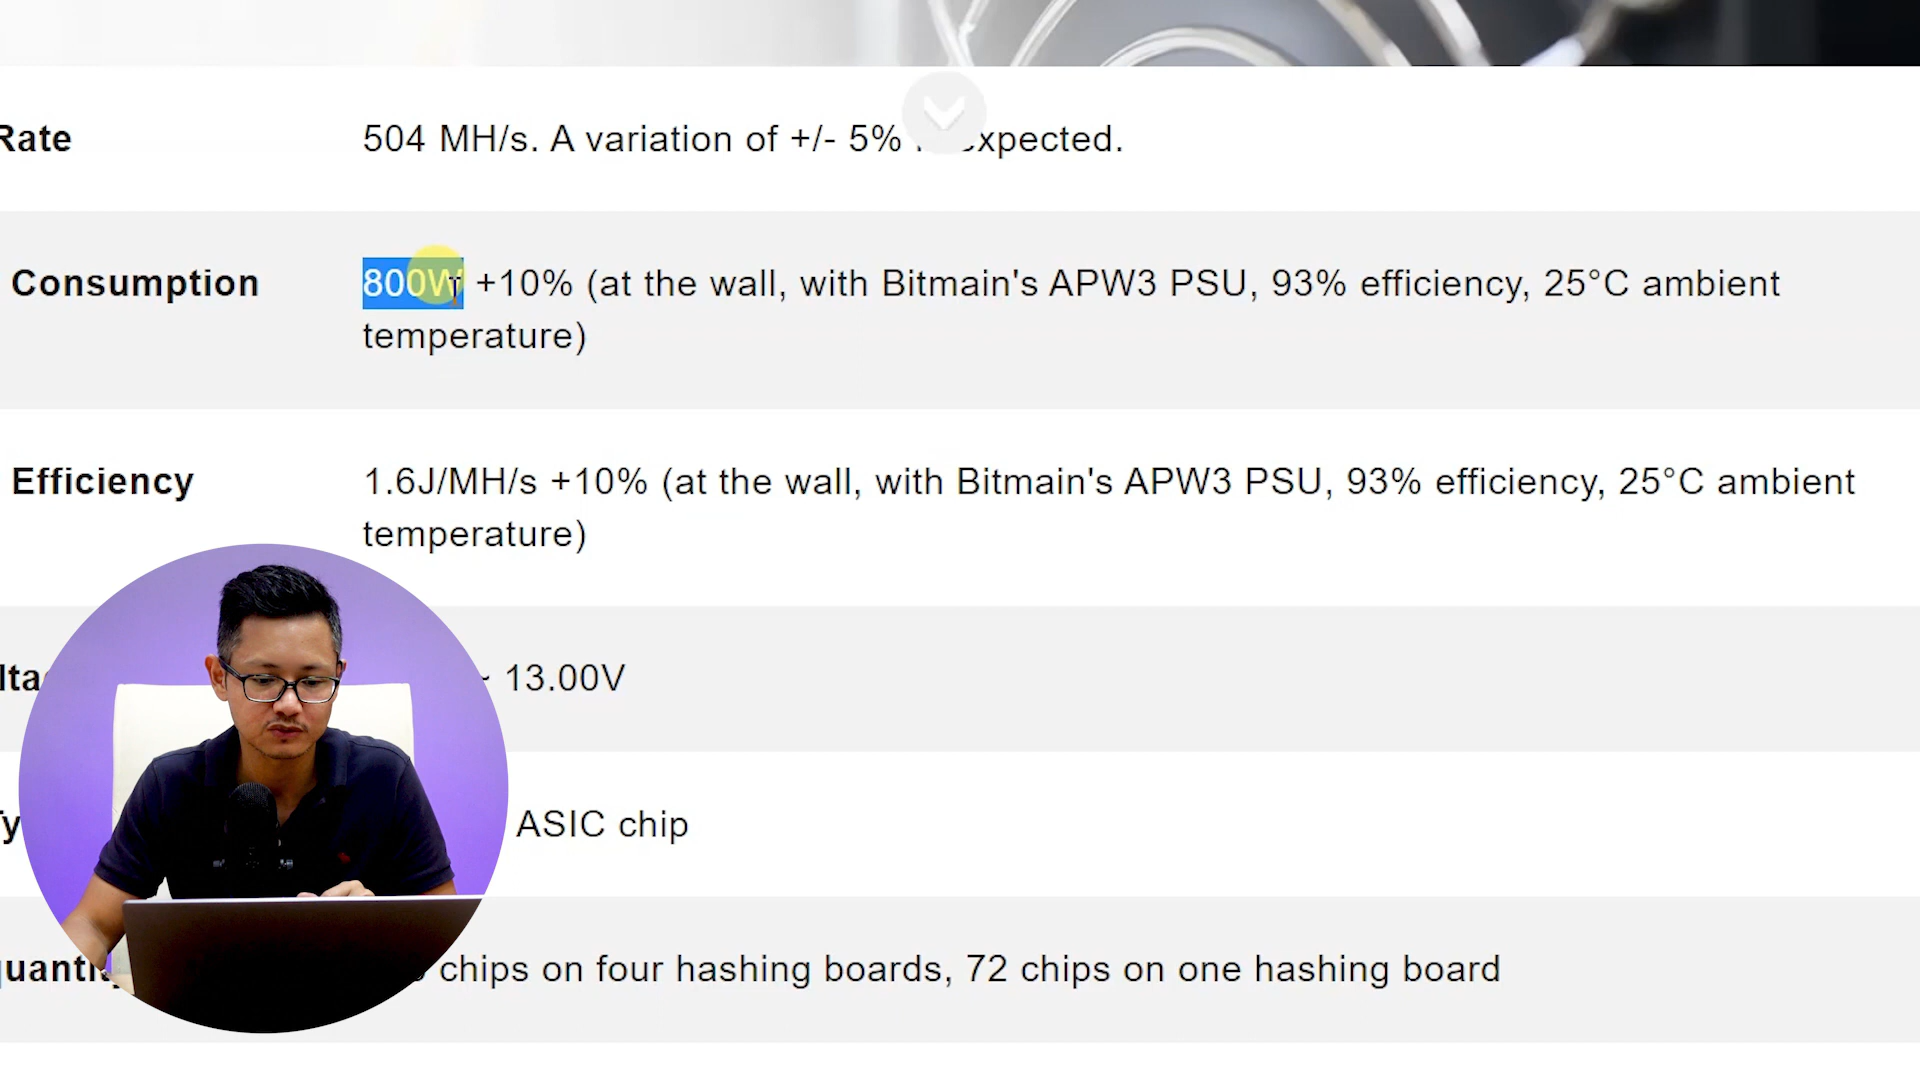 Rate 504 MH/s. A variation of +/- 5% expected.
Consumption 800W +10% (at the wall, with Bitmain's APW3 PSU, 93% efficiency, 25°C ambient
temperature)
Efficiency 1.6J/MH/s +10% (at the wall, with Bitmain's APW3 PSU, 93% efficiency, 25°C ambient
temperature)
~ 13.00V
ASIC chip
chips on four hashing boards, 72 chips on one hashing board